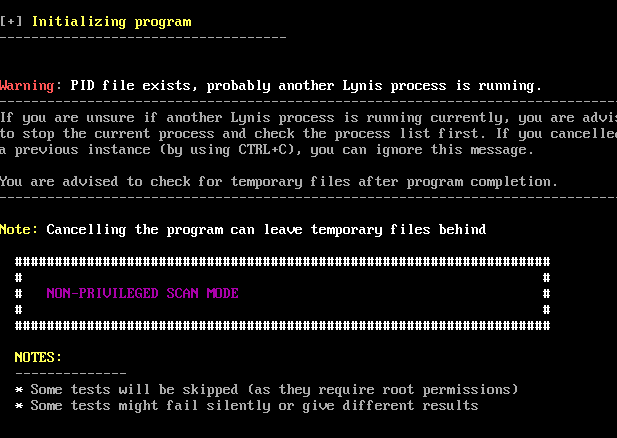 [+] Initializing program
------------------------------------
Warning: PID file exists, probably another Lynis process is running.
------------------------------------------------------------------------------
If you are unsure if another Lynis process is running currently, you are
to stop the current process and check the process list first. If you
a previous instance (by using CTRL+C), you can ignore this message.
You are advised to check for temporary files after program completion.
------------------------------------------------------------------------------
Note: Cancelling the program can leave temporary files behind
###################################################################
# #
# NON-PRIVILEGED SCAN MODE #
# #
###################################################################
NOTES:
--------------
* Some tests will be skipped (as they require root permissions)
* Some tests might fail silently or give different results